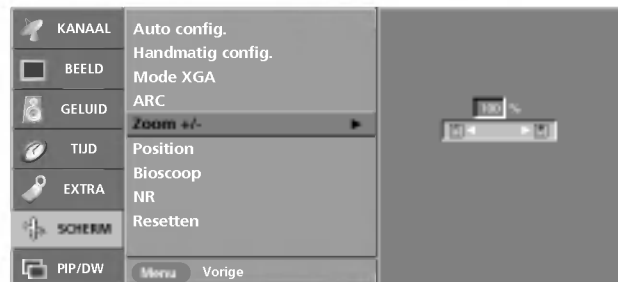 KANAAL
BEELD
GELUID
TIJD
EXTRA
SCHERM
PIP/DW
Auto config.
Handmatig config.
Mode XGA
ARC
Zoom +/-
Position
Bioscoop
NR
Resetten
Menu Vorige
100 %